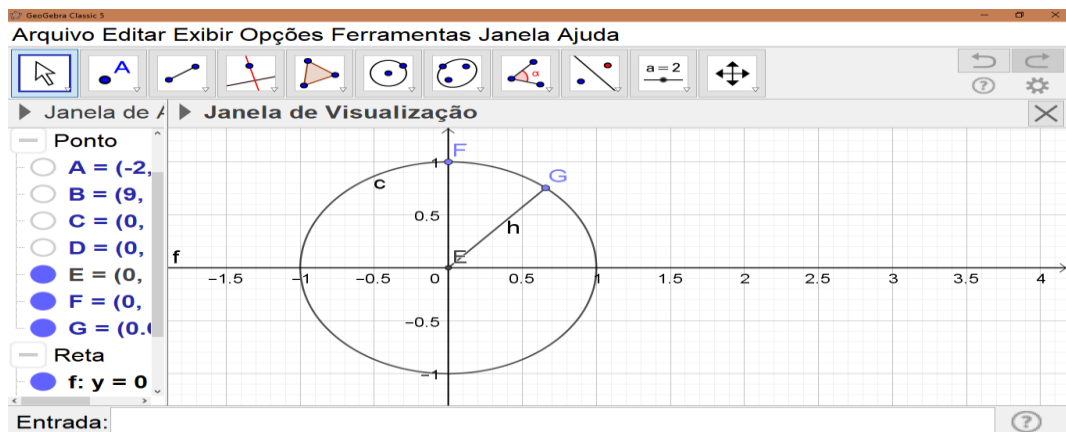 GeoGebra Classic 5
Arquivo Editar Exibir Opções Ferramentas Janela Ajuda
A
α
a = 2
Janela de A
Janela de Visualização
Ponto
A = (-2,
B = (9,
C = (0,
D = (0,
E = (0,
F = (0,
G = (0.6
Reta
f: y = 0
F
1
c
G
0.5
h
E
f
-1.5
-1
-0.5
0
0.5
1
1.5
2
2.5
3
3.5
4
-0.5
-1
Entrada: